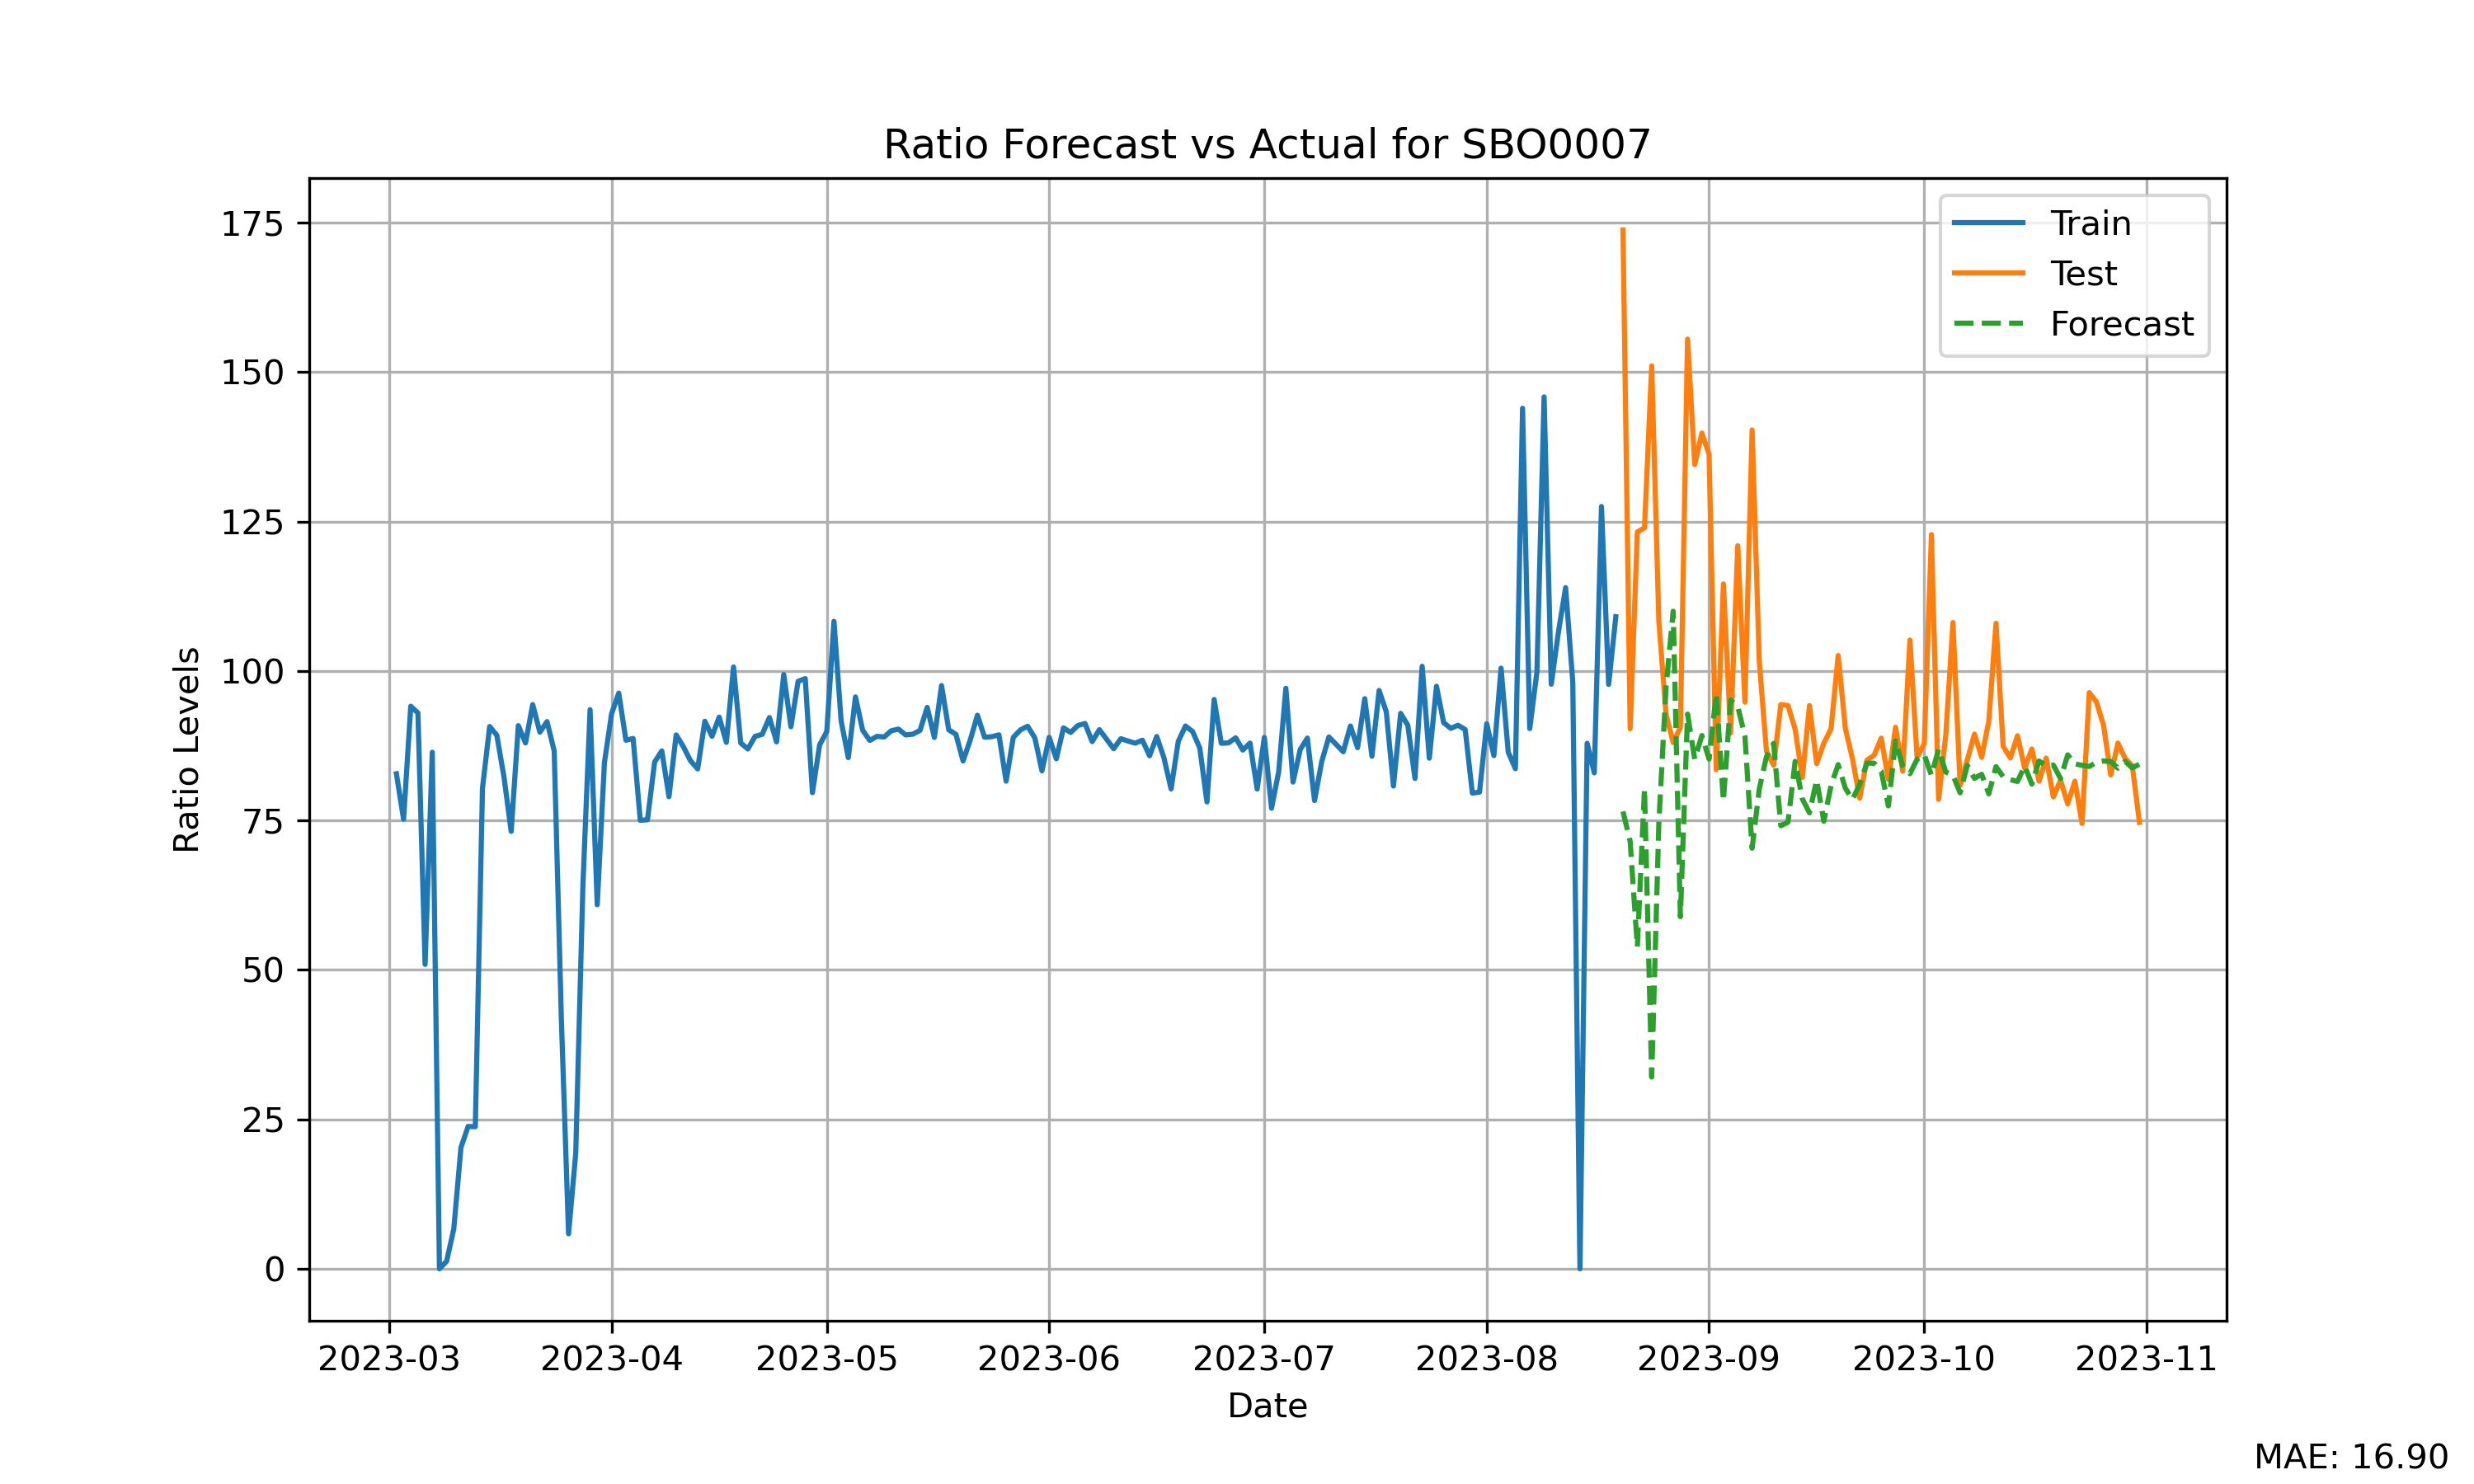 Ratio Forecast vs Actual for SBO0007
Train
Test
Forecast
Ratio Levels
175
150
125
100
75
50
25
0
2023-03 2023-04 2023-05 2023-06 2023-07 2023-08 2023-09 2023-10 2023-11
Date
MAE: 16.90